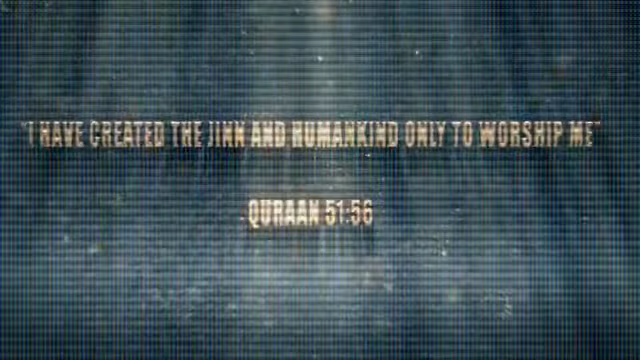 "I HAVE CREATED THE JINN AND HUMANKIND ONLY TO WORSHIP ME"
QURAAN 51:56